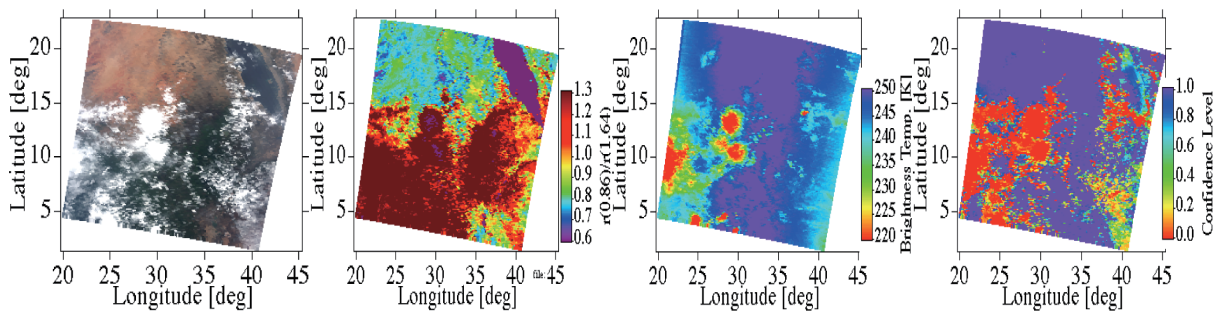 20
15
10
5
Latitude [deg]
20 25 30 35 40 45
Longitude [deg]
20
15
10
5
Latitude [deg]
20 25 30 35 40 45
Longitude [deg]
file:
1.3
1.2
1.1
1.0
0.9
0.8
0.7
0.6
r(0.86)/r(1.64)
20
15
10
5
Latitude [deg]
20 25 30 35 40 45
Longitude [deg]
250
245
240
235
230
225
220
Brightness Temp. [K]
20
15
10
5
Latitude [deg]
20 25 30 35 40 45
Longitude [deg]
1.0
0.8
0.6
0.4
0.2
0.0
Confidence Level